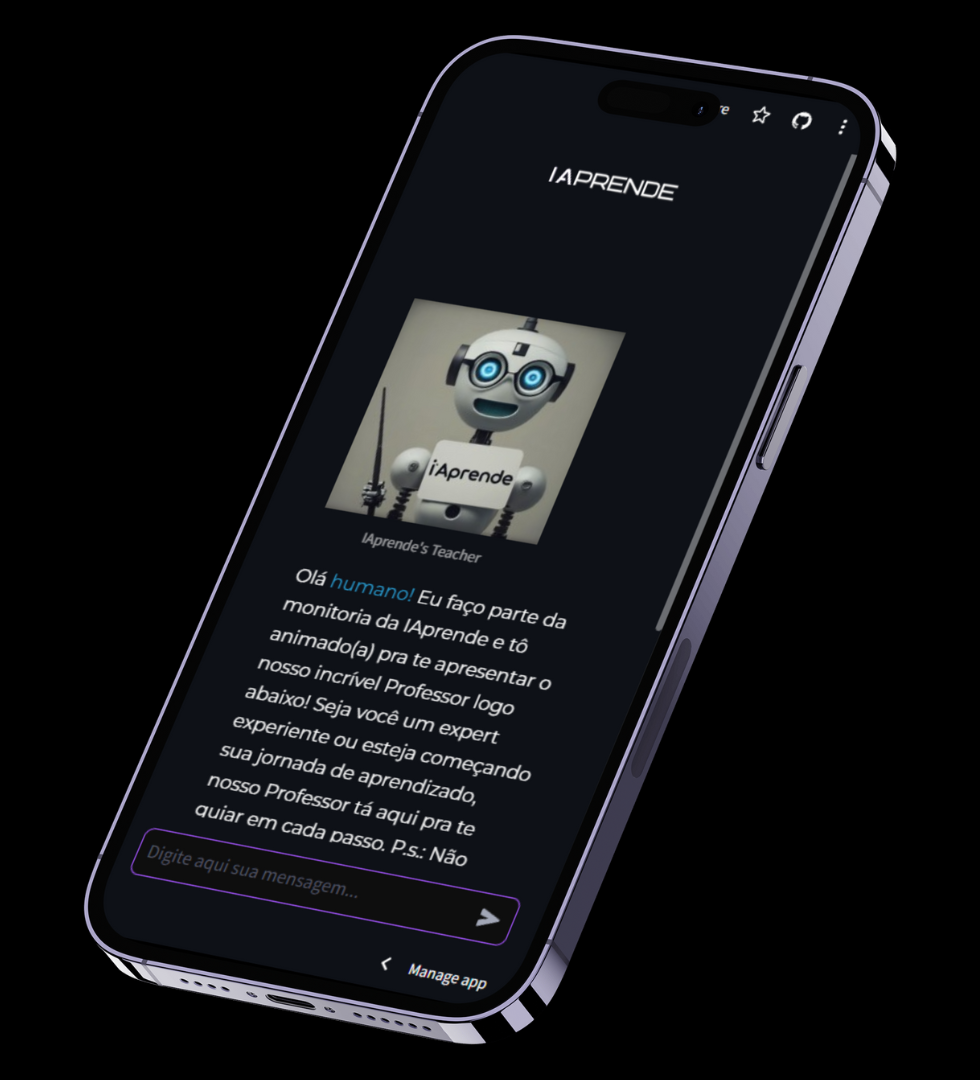 IAPRENDE
iAprende
IAprende's Teacher
Olá humano! Eu faço parte da
monitoria da IAprende e tô
animado(a) pra te apresentar o
nosso incrível Professor logo
abaixo! Seja você um expert
experiente ou esteja começando
sua jornada de aprendizado,
nosso Professor tá aqui pra te
guiar em cada passo. P.s.: Não
Digite aqui sua mensagem...
Manage app